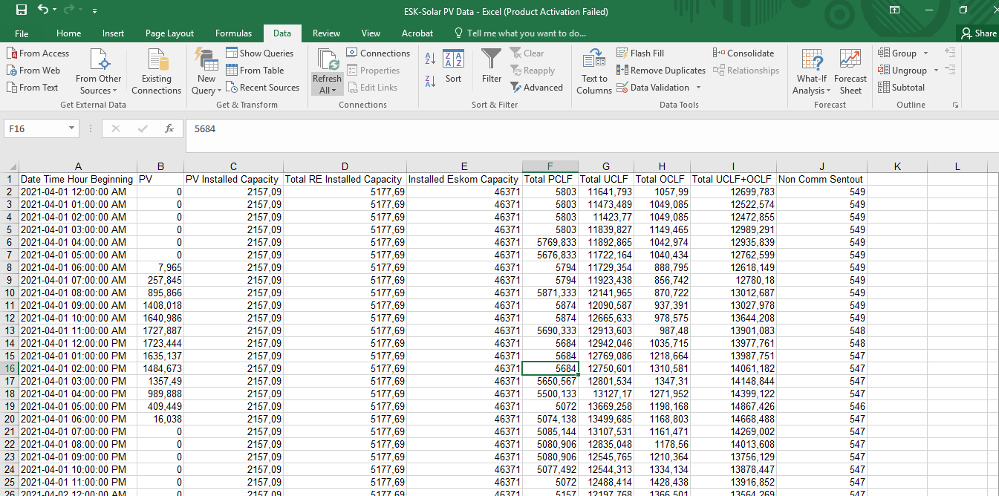 ESK-Solar PV Data - Excel (Product Activation Failed)
File Home Insert Page Layout Formulas Data Review View Acrobat Tell me what you want to do... Share
From Access
From Web
From Text
From Other Sources
Existing Connections
Get External Data
New Query
Show Queries
From Table
Recent Sources
Get & Transform
Refresh All
Connections
Properties
Edit Links
Connections
Sort
Filter
Clear
Reapply
Advanced
Sort & Filter
Text to Columns
Flash Fill
Remove Duplicates
Data Validation
Consolidate
Relationships
Data Tools
What-If Analysis
Forecast Sheet
Forecast
Group
Ungroup
Subtotal
Outline
F16 fx 5684
A B C D E F G H I J K L
1 Date Time Hour Beginning PV PV Installed Capacity Total RE Installed Capacity Installed Eskom Capacity Total PCLF Total UCLF Total OCLF Total UCLF+OCLF Non Comm Sentout
2 2021-04-01 12:00:00 AM 0 2157,09 5177,69 46371 5803 11641,793 1057,99 12699,783 549
3 2021-04-01 01:00:00 AM 0 2157,09 5177,69 46371 5803 11473,489 1049,085 12522,574 549
4 2021-04-01 02:00:00 AM 0 2157,09 5177,69 46371 5803 11423,77 1049,085 12472,855 549
5 2021-04-01 03:00:00 AM 0 2157,09 5177,69 46371 5803 11839,827 1149,465 12989,291 549
6 2021-04-01 04:00:00 AM 0 2157,09 5177,69 46371 5769,833 11892,865 1042,974 12935,839 549
7 2021-04-01 05:00:00 AM 0 2157,09 5177,69 46371 5676,833 11722,164 1040,434 12762,599 549
8 2021-04-01 06:00:00 AM 7,965 2157,09 5177,69 46371 5794 11729,354 888,795 12618,149 549
9 2021-04-01 07:00:00 AM 257,845 2157,09 5177,69 46371 5794 11923,438 856,742 12780,18 549
10 2021-04-01 08:00:00 AM 895,866 2157,09 5177,69 46371 5871,333 12141,965 870,722 13012,687 549
11 2021-04-01 09:00:00 AM 1408,018 2157,09 5177,69 46371 5874 12090,587 937,391 13027,978 549
12 2021-04-01 10:00:00 AM 1640,986 2157,09 5177,69 46371 5874 12665,633 978,575 13644,208 549
13 2021-04-01 11:00:00 AM 1727,887 2157,09 5177,69 46371 5690,333 12913,603 987,48 13901,083 548
14 2021-04-01 12:00:00 PM 1723,444 2157,09 5177,69 46371 5684 12942,046 1035,715 13977,761 548
15 2021-04-01 01:00:00 PM 1635,137 2157,09 5177,69 46371 5684 12769,086 1218,664 13987,751 547
16 2021-04-01 02:00:00 PM 1484,673 2157,09 5177,69 46371 5684 12750,601 1310,581 14061,182 547
17 2021-04-01 03:00:00 PM 1357,49 2157,09 5177,69 46371 5650,567 12801,534 1347,31 14148,844 547
18 2021-04-01 04:00:00 PM 989,888 2157,09 5177,69 46371 5500,133 13127,17 1271,952 14399,122 547
19 2021-04-01 05:00:00 PM 409,449 2157,09 5177,69 46371 5072 13669,258 1198,168 14867,426 546
20 2021-04-01 06:00:00 PM 16,038 2157,09 5177,69 46371 5074,138 13499,685 1168,803 14668,488 547
21 2021-04-01 07:00:00 PM 0 2157,09 5177,69 46371 5085,144 13107,531 1161,471 14269,002 547
22 2021-04-01 08:00:00 PM 0 2157,09 5177,69 46371 5080,906 12835,048 1178,56 14013,608 547
23 2021-04-01 09:00:00 PM 0 2157,09 5177,69 46371 5080,906 12545,765 1210,364 13756,129 547
24 2021-04-01 10:00:00 PM 0 2157,09 5177,69 46371 5077,492 12544,313 1334,134 13878,447 547
25 2021-04-01 11:00:00 PM 0 2157,09 5177,69 46371 5072 12488,414 1428,438 13916,852 547
26 2021-04-02 12:00:00 AM 0 2157,09 5177,69 46371 5157 12197,768 1366,501 13564,269 547